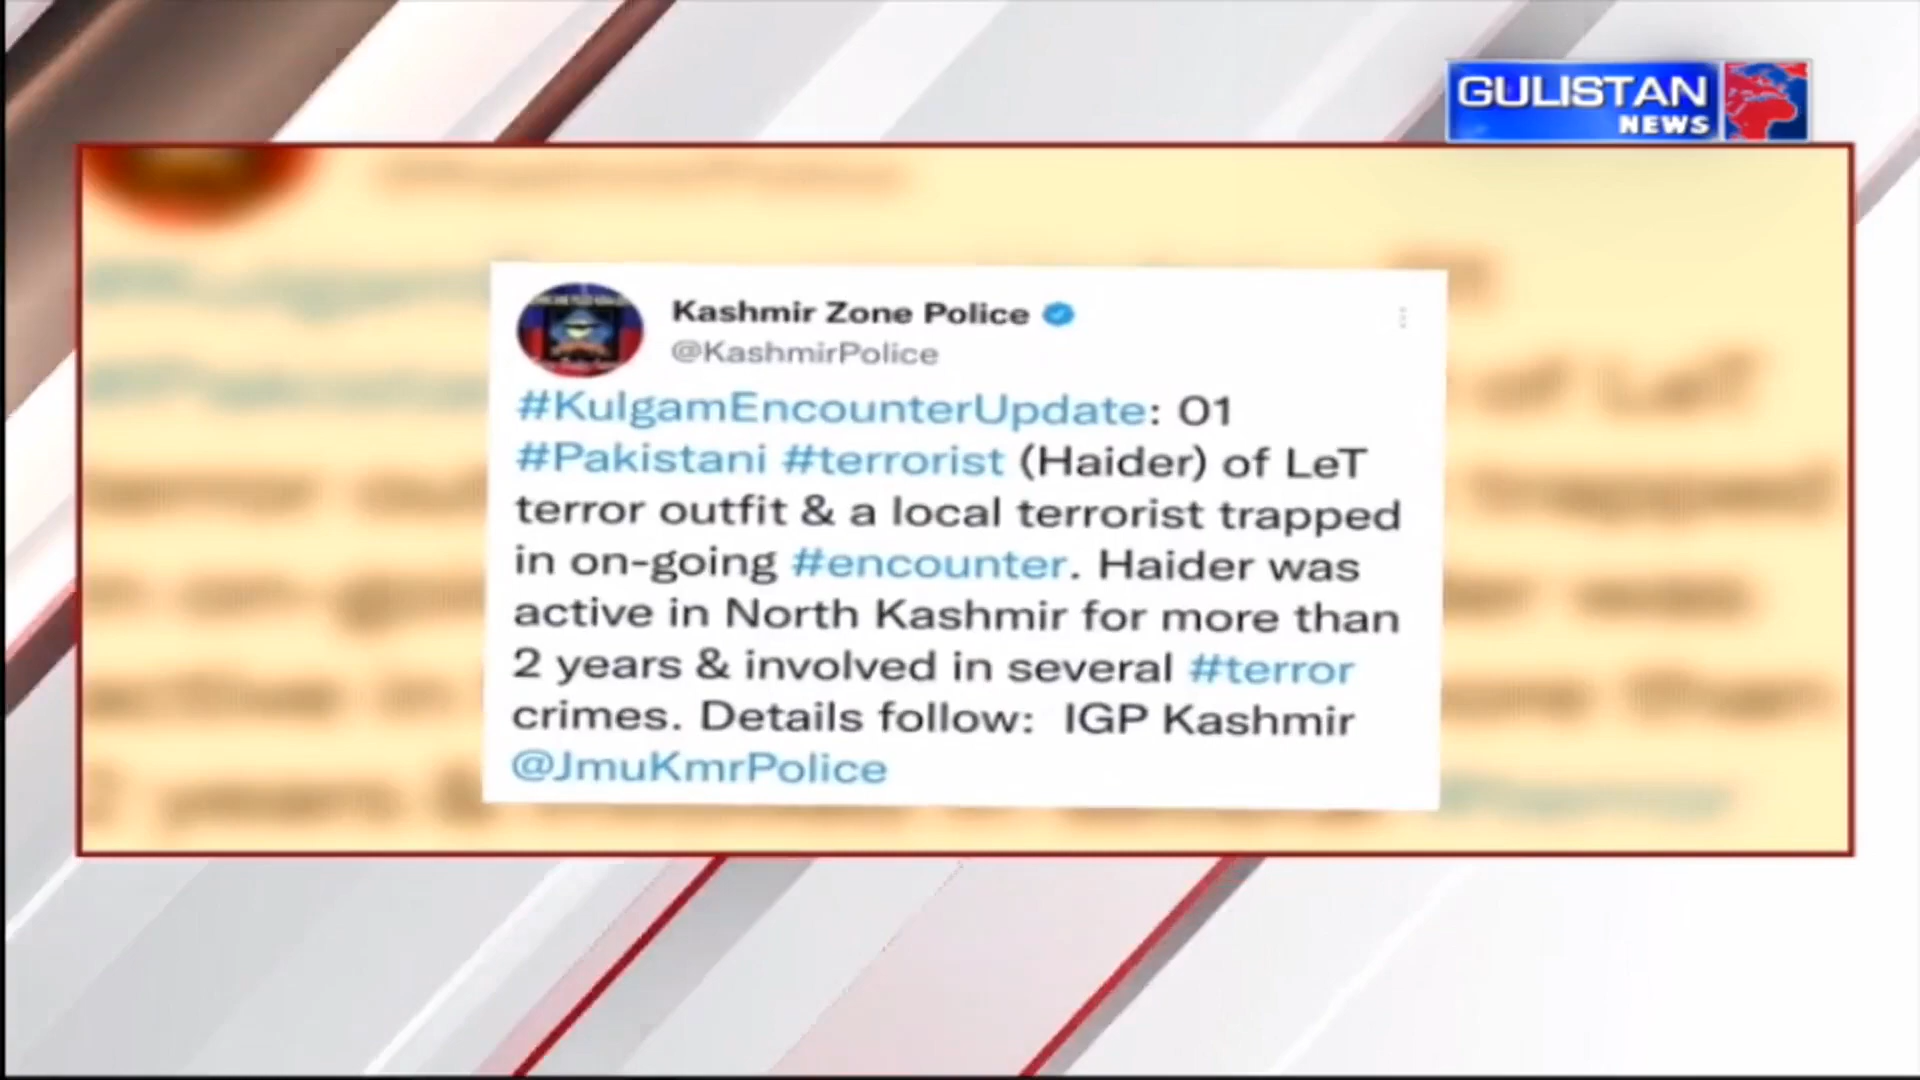 GULISTAN
NEWS
Kashmir Zone Police
@KashmirPolice
#KulgamEncounterUpdate: 01
#Pakistani #terrorist (Haider) of LeT
terror outfit & a local terrorist trapped
in on-going #encounter. Haider was
active in North Kashmir for more than
2 years & involved in several #terror
crimes. Details follow: IGP Kashmir
@JmuKmrPolice